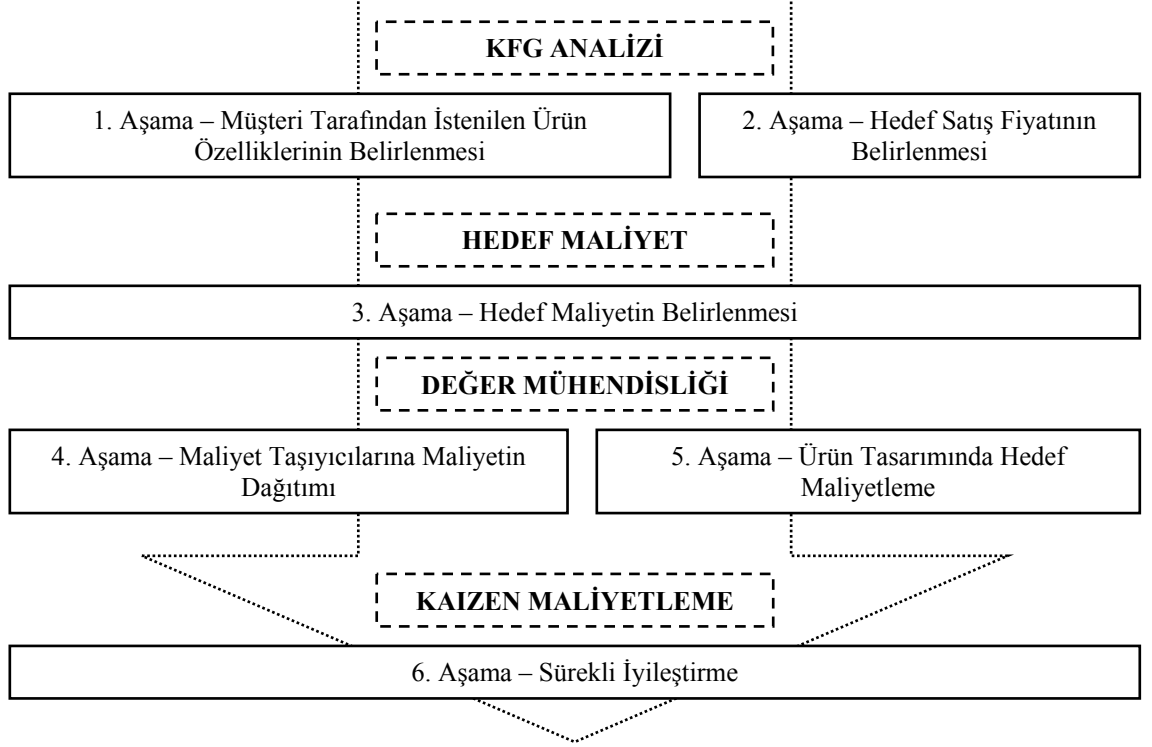 KFG ANALİZİ
1. Aşama – Müşteri Tarafından İstenilen Ürün
Özelliklerinin Belirlenmesi
2. Aşama – Hedef Satış Fiyatının
Belirlenmesi
HEDEF MALİYET
3. Aşama – Hedef Maliyetin Belirlenmesi
DEĞER MÜHENDİSLİĞİ
4. Aşama – Maliyet Taşıyıcılarına Maliyetin
Dağıtımı
5. Aşama – Ürün Tasarımında Hedef
Maliyetleme
KAIZEN MALİYETLEME
6. Aşama – Sürekli İyileştirme